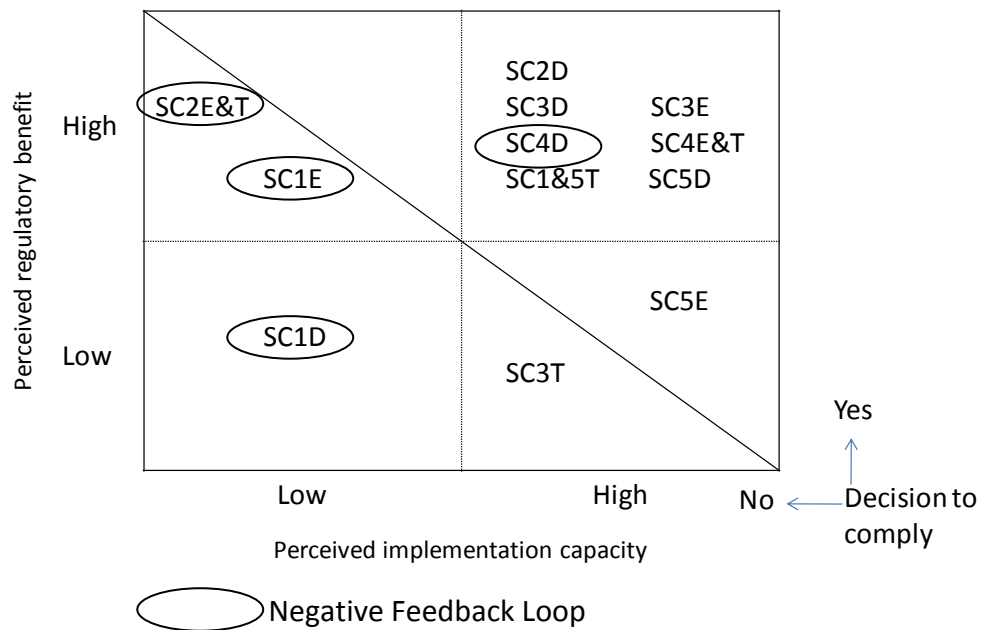 Perceived regulatory benefit
High
Low
SC2E&T
SC1E
SC1D
SC2D
SC3D
SC4D
SC1&5T
SC3E
SC4E&T
SC5D
SC5E
SC3T
Low
High
Perceived implementation capacity
Yes
No
Decision to
comply
Negative Feedback Loop